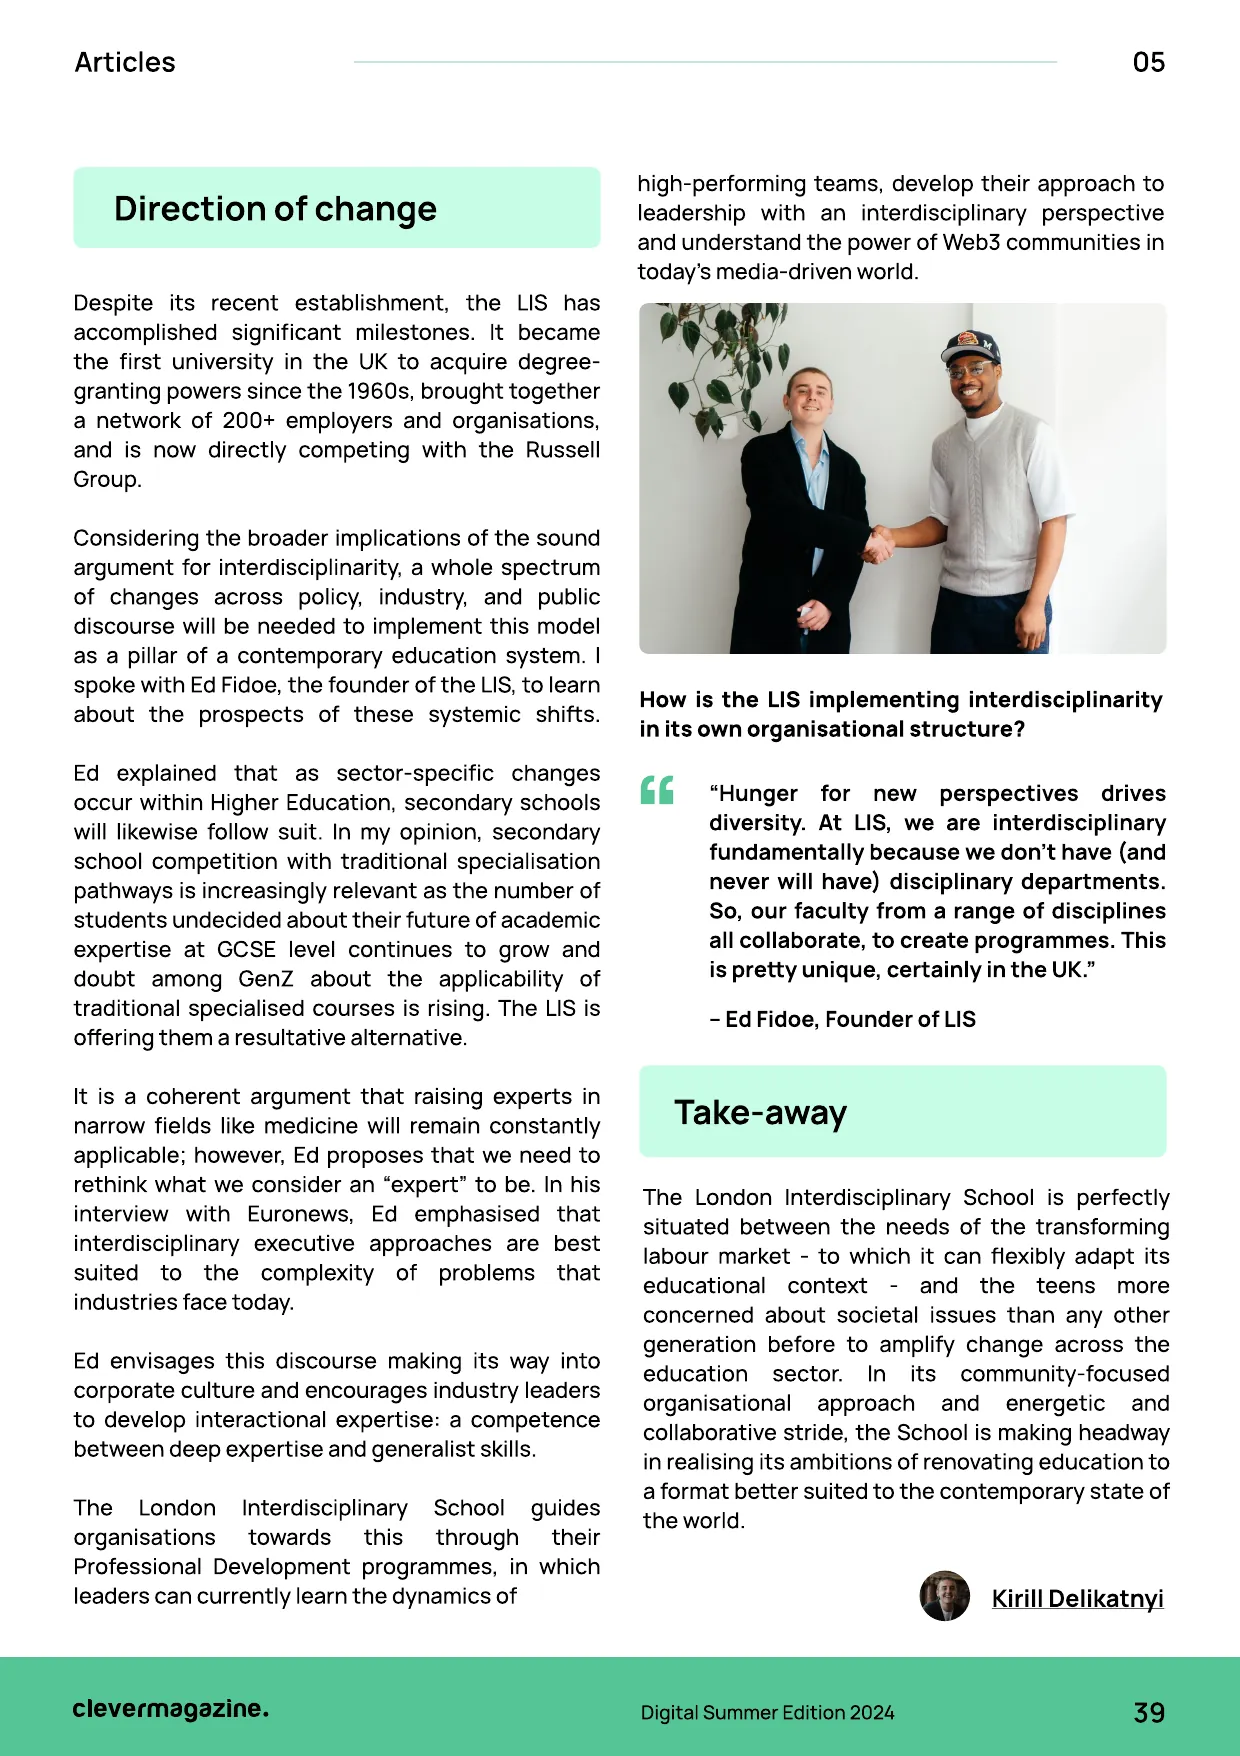 Articles
05
Direction of change
Despite its recent establishment, the LIS has
accomplished significant milestones. It became
the first university in the UK to acquire degree-
granting powers since the 1960s, brought together
a network of 200+ employers and organisations,
and is now directly competing with the Russell
Group.
Considering the broader implications of the sound
argument for interdisciplinarity, a whole spectrum
of changes across policy, industry, and public
discourse will be needed to implement this model
as a pillar of a contemporary education system. I
spoke with Ed Fidoe, the founder of the LIS, to learn
about the prospects of these systemic shifts.
Ed explained that as sector-specific changes
occur within Higher Education, secondary schools
will likewise follow suit. In my opinion, secondary
school competition with traditional specialisation
pathways is increasingly relevant as the number of
students undecided about their future of academic
expertise at GCSE level continues to grow and
doubt among GenZ about the applicability of
traditional specialised courses is rising. The LIS is
offering them a resultative alternative.
It is a coherent argument that raising experts in
narrow fields like medicine will remain constantly
applicable; however, Ed proposes that we need to
rethink what we consider an “expert” to be. In his
interview with Euronews, Ed emphasised that
interdisciplinary executive approaches are best
suited to the complexity of problems that
industries face today.
Ed envisages this discourse making its way into
corporate culture and encourages industry leaders
to develop interactional expertise: a competence
between deep expertise and generalist skills.
The London Interdisciplinary School guides
organisations towards this through their
Professional Development programmes, in which
leaders can currently learn the dynamics of
high-performing teams, develop their approach to
leadership with an interdisciplinary perspective
and understand the power of Web3 communities in
today’s media-driven world.
How is the LIS implementing interdisciplinarity
in its own organisational structure?
“Hunger for new perspectives drives
diversity. At LIS, we are interdisciplinary
fundamentally because we don’t have (and
never will have) disciplinary departments.
So, our faculty from a range of disciplines
all collaborate, to create programmes. This
is pretty unique, certainly in the UK.”
– Ed Fidoe, Founder of LIS
Take-away
The London Interdisciplinary School is perfectly
situated between the needs of the transforming
labour market - to which it can flexibly adapt its
educational context - and the teens more
concerned about societal issues than any other
generation before to amplify change across the
education sector. In its community-focused
organisational approach and energetic and
collaborative stride, the School is making headway
in realising its ambitions of renovating education to
a format better suited to the contemporary state of
the world.
Kirill Delikatnyi
clevermagazine.
Digital Summer Edition 2024
39